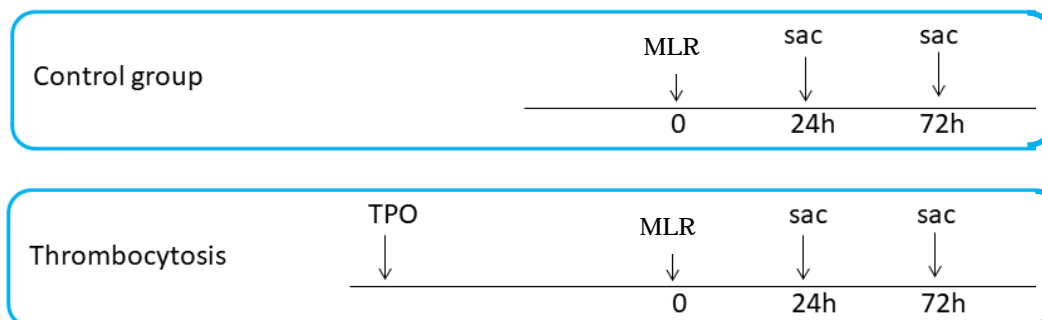 MLR sac sac
Control group
0 24h 72h
TPO MLR sac sac
Thrombocytosis
0 24h 72h